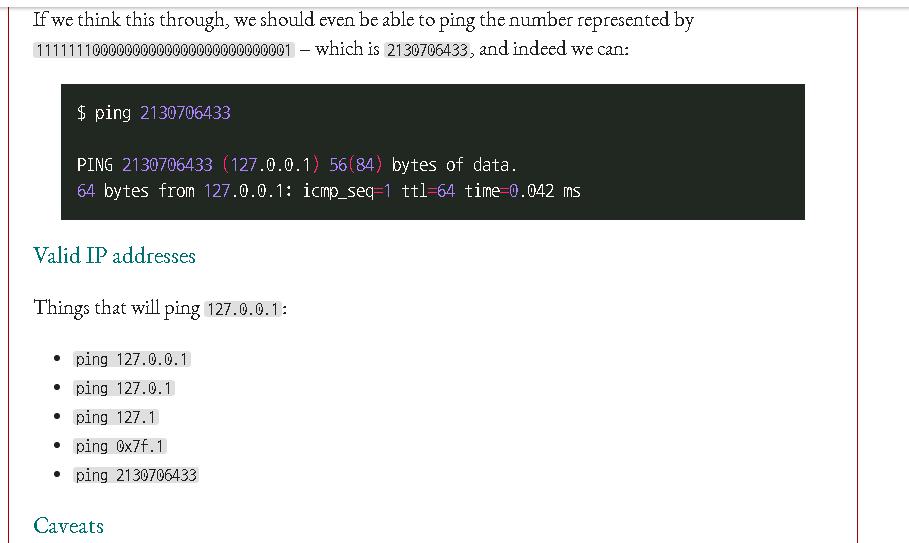 If we think this through, we should even be able to ping the number represented by
1111111000000000000000000000001 – which is 2130706433, and indeed we can:
$ ping 2130706433
PING 2130706433 (127.0.0.1) 56(84) bytes of data.
64 bytes from 127.0.0.1: icmp_seq=1 ttl=64 time=0.042 ms
Valid IP addresses
Things that will ping 127.0.0.1:
• ping 127.0.0.1
• ping 127.0.1
• ping 127.1
• ping 0x7f.1
• ping 2130706433
Caveats